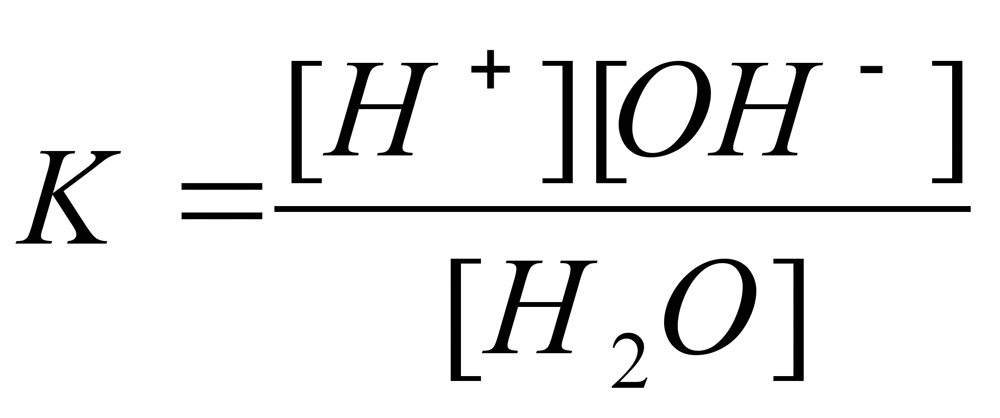 K = [H⁺][OH⁻]
[H₂O]